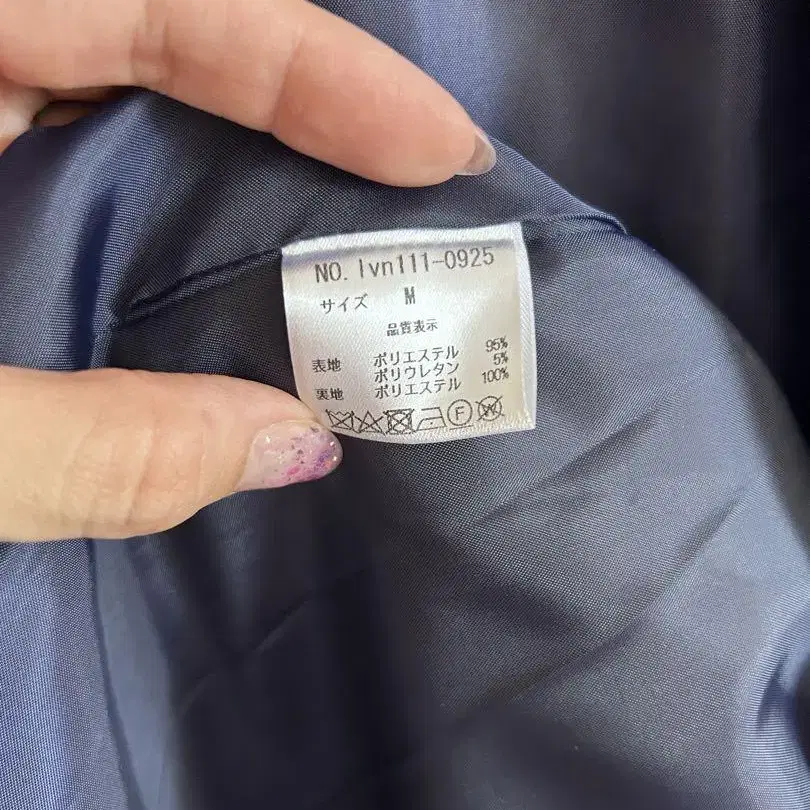 NO. lvn111-0925
サイズ M
品質表示
表地 ポリエステル 95%
ポリウレタン 5%
裏地 ポリエステル 100%
F W